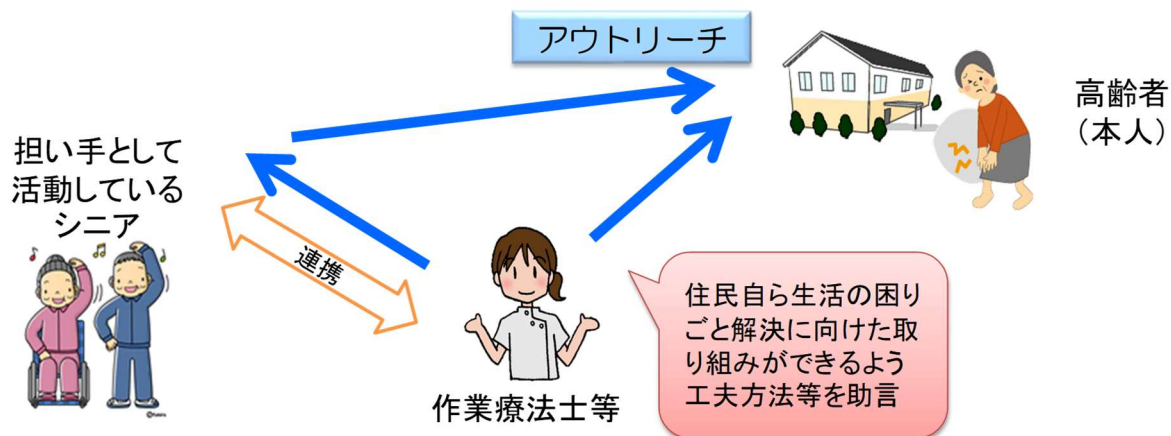 アウトリーチ
高齢者
（本人）
担い手として
活動している
シニア
連携
作業療法士等
住民自ら生活の困り
ごと解決に向けた取
り組みができるよう
工夫方法等を助言